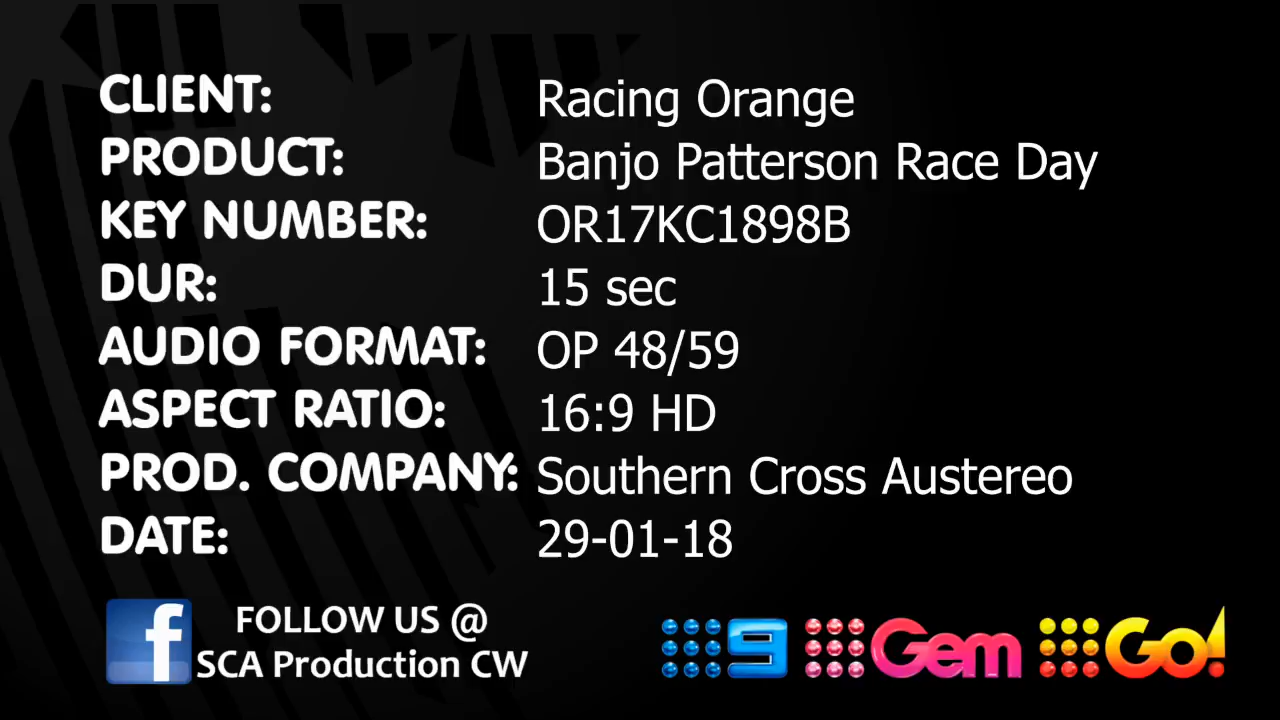 CLIENT: Racing Orange
PRODUCT: Banjo Patterson Race Day
KEY NUMBER: OR17KC1898B
DUR: 15 sec
AUDIO FORMAT: OP 48/59
ASPECT RATIO: 16:9 HD
PROD. COMPANY: Southern Cross Austereo
DATE: 29-01-18
f FOLLOW US @
SCA Production CW
9 Gem Go!